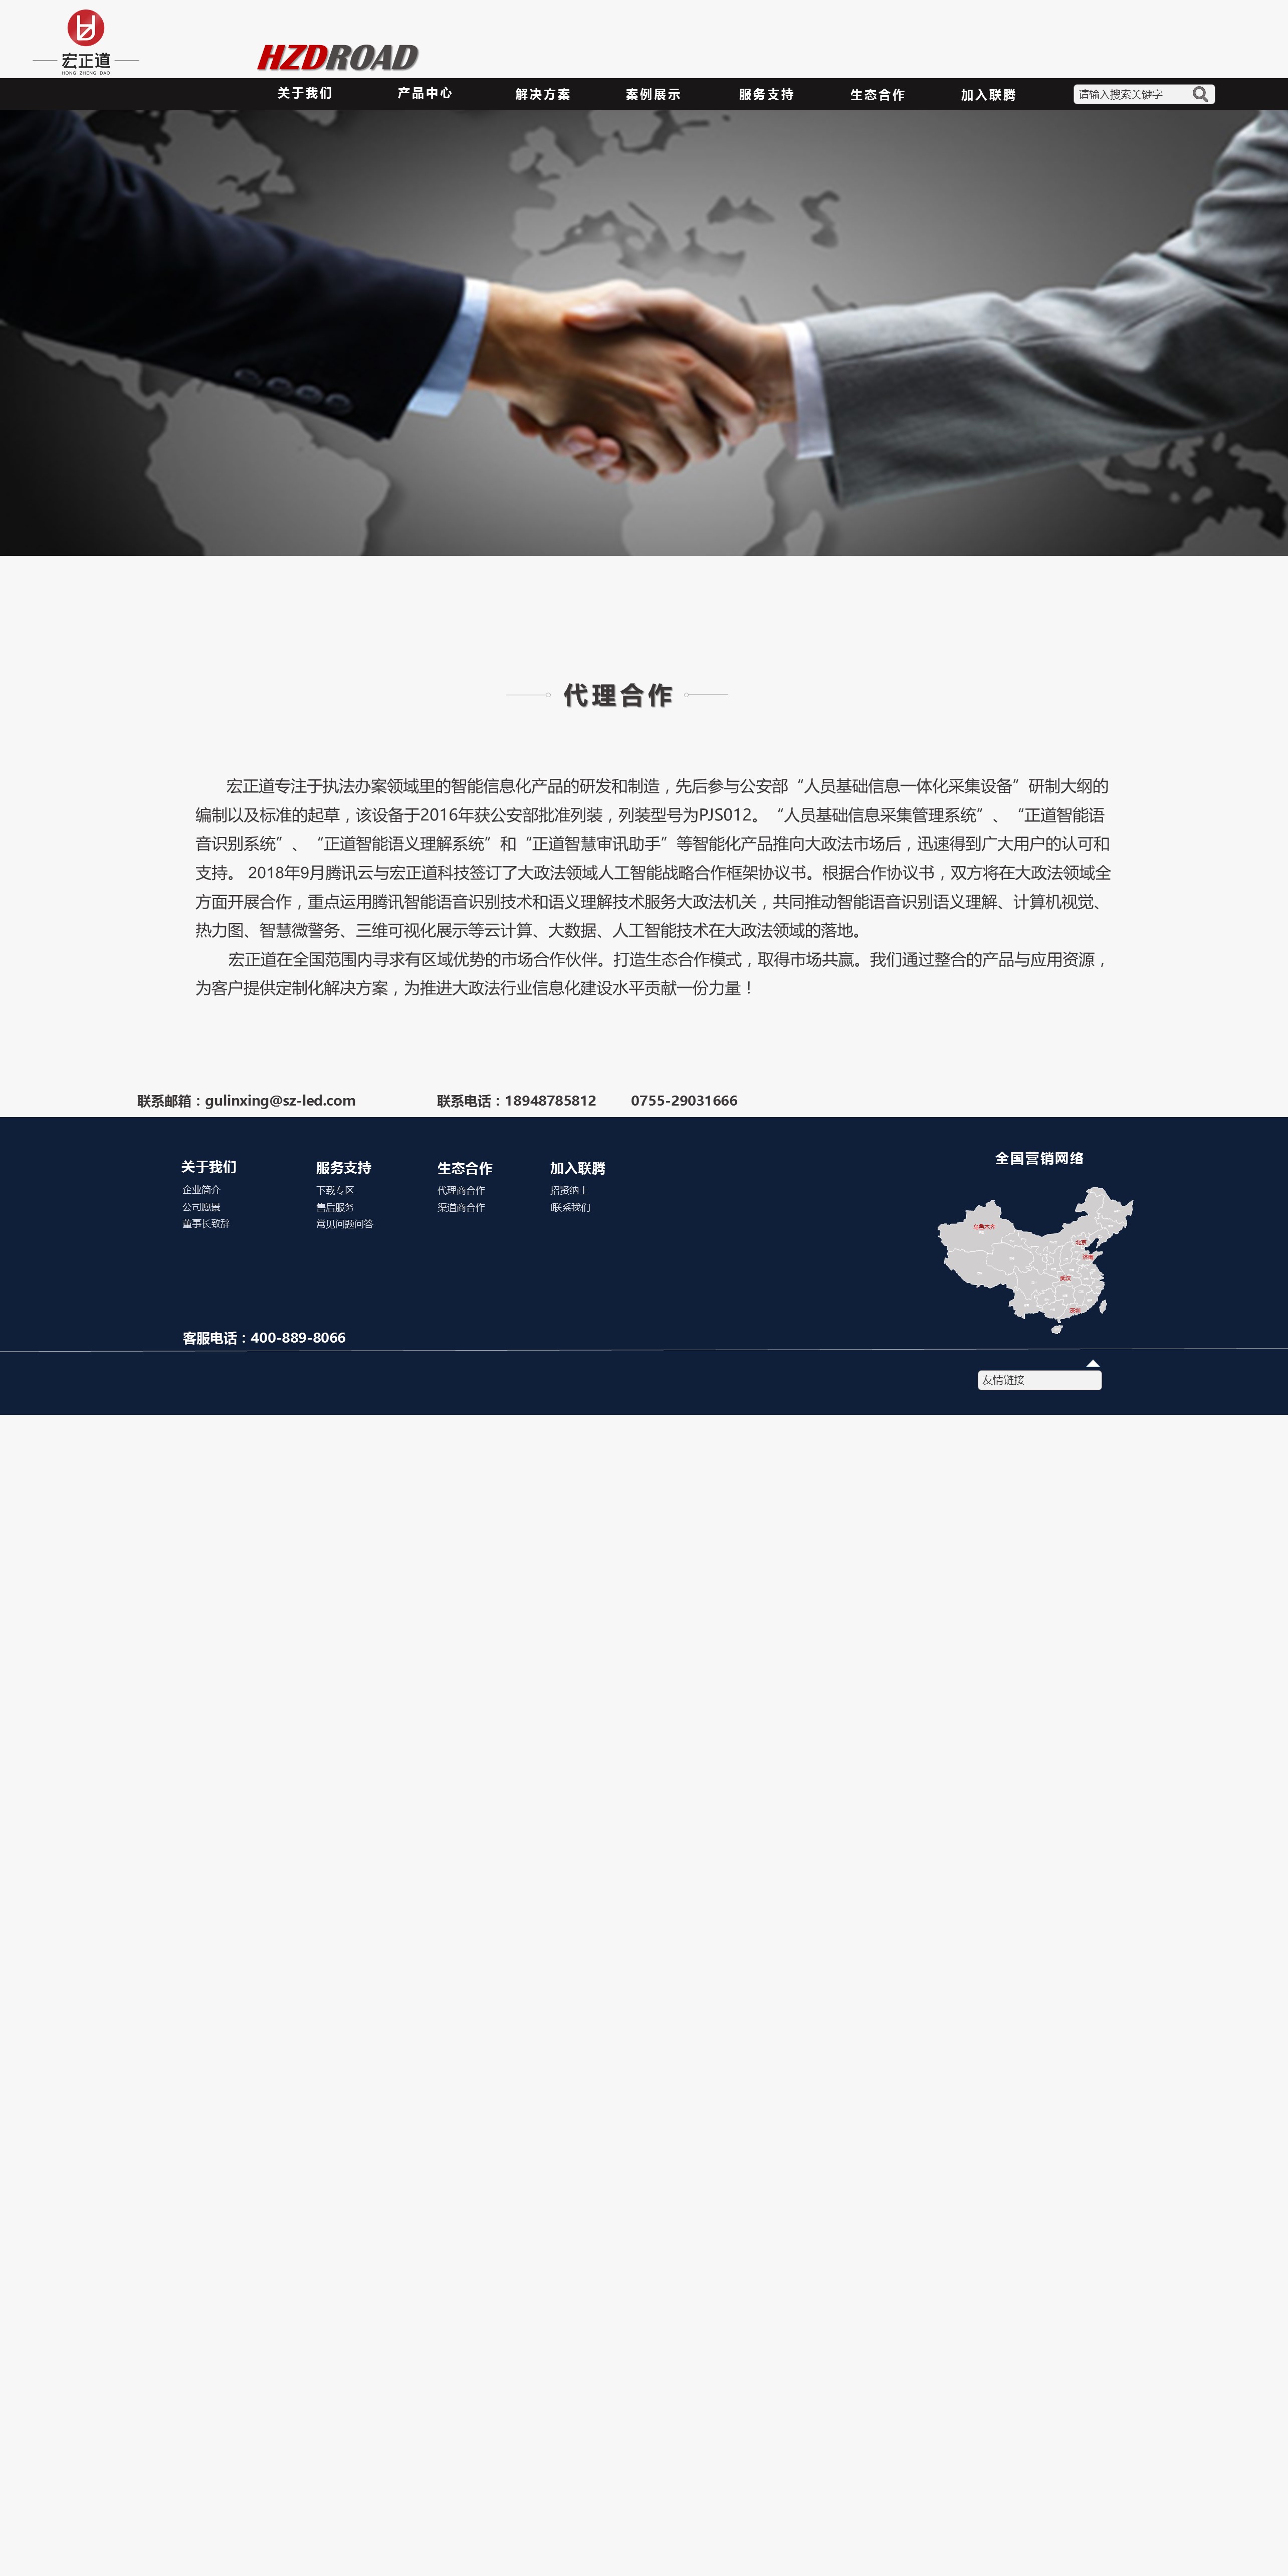 宏正道
HONG ZHENG DAO
HZDROAD
关于我们 产品中心 解决方案 案例展示 服务支持 生态合作 加入联腾 请输入搜索关键字
代理合作
宏正道专注于执法办案领域里的智能信息化产品的研发和制造，先后参与公安部“人员基础信息一体化采集设备”研制大纲的
编制以及标准的起草，该设备于2016年获公安部批准列装，列装型号为PJS012。“人员基础信息采集管理系统”、“正道智能语
音识别系统”、“正道智能语义理解系统”和“正道智慧审讯助手”等智能化产品推向大政法市场后，迅速得到广大用户的认可和
支持。 2018年9月腾讯云与宏正道科技签订了大政法领域人工智能战略合作框架协议书。根据合作协议书，双方将在大政法领域全
方面开展合作，重点运用腾讯智能语音识别技术和语义理解技术服务大政法机关，共同推动智能语音识别语义理解、计算机视觉、
热力图、智慧微警务、三维可视化展示等云计算、大数据、人工智能技术在大政法领域的落地。
宏正道在全国范围内寻求有区域优势的市场合作伙伴。打造生态合作模式，取得市场共赢。我们通过整合的产品与应用资源，
为客户提供定制化解决方案，为推进大政法行业信息化建设水平贡献一份力量！
联系邮箱：gulinxing@sz-led.com 联系电话：18948785812 0755-29031666
关于我们 服务支持 生态合作 加入联腾 全国营销网络
企业简介 下载专区 代理商合作 招贤纳士
公司愿景 售后服务 渠道商合作 l联系我们
董事长致辞 常见问题问答
乌鲁木齐
北京
济南
武汉
深圳
客服电话：400-889-8066
友情链接